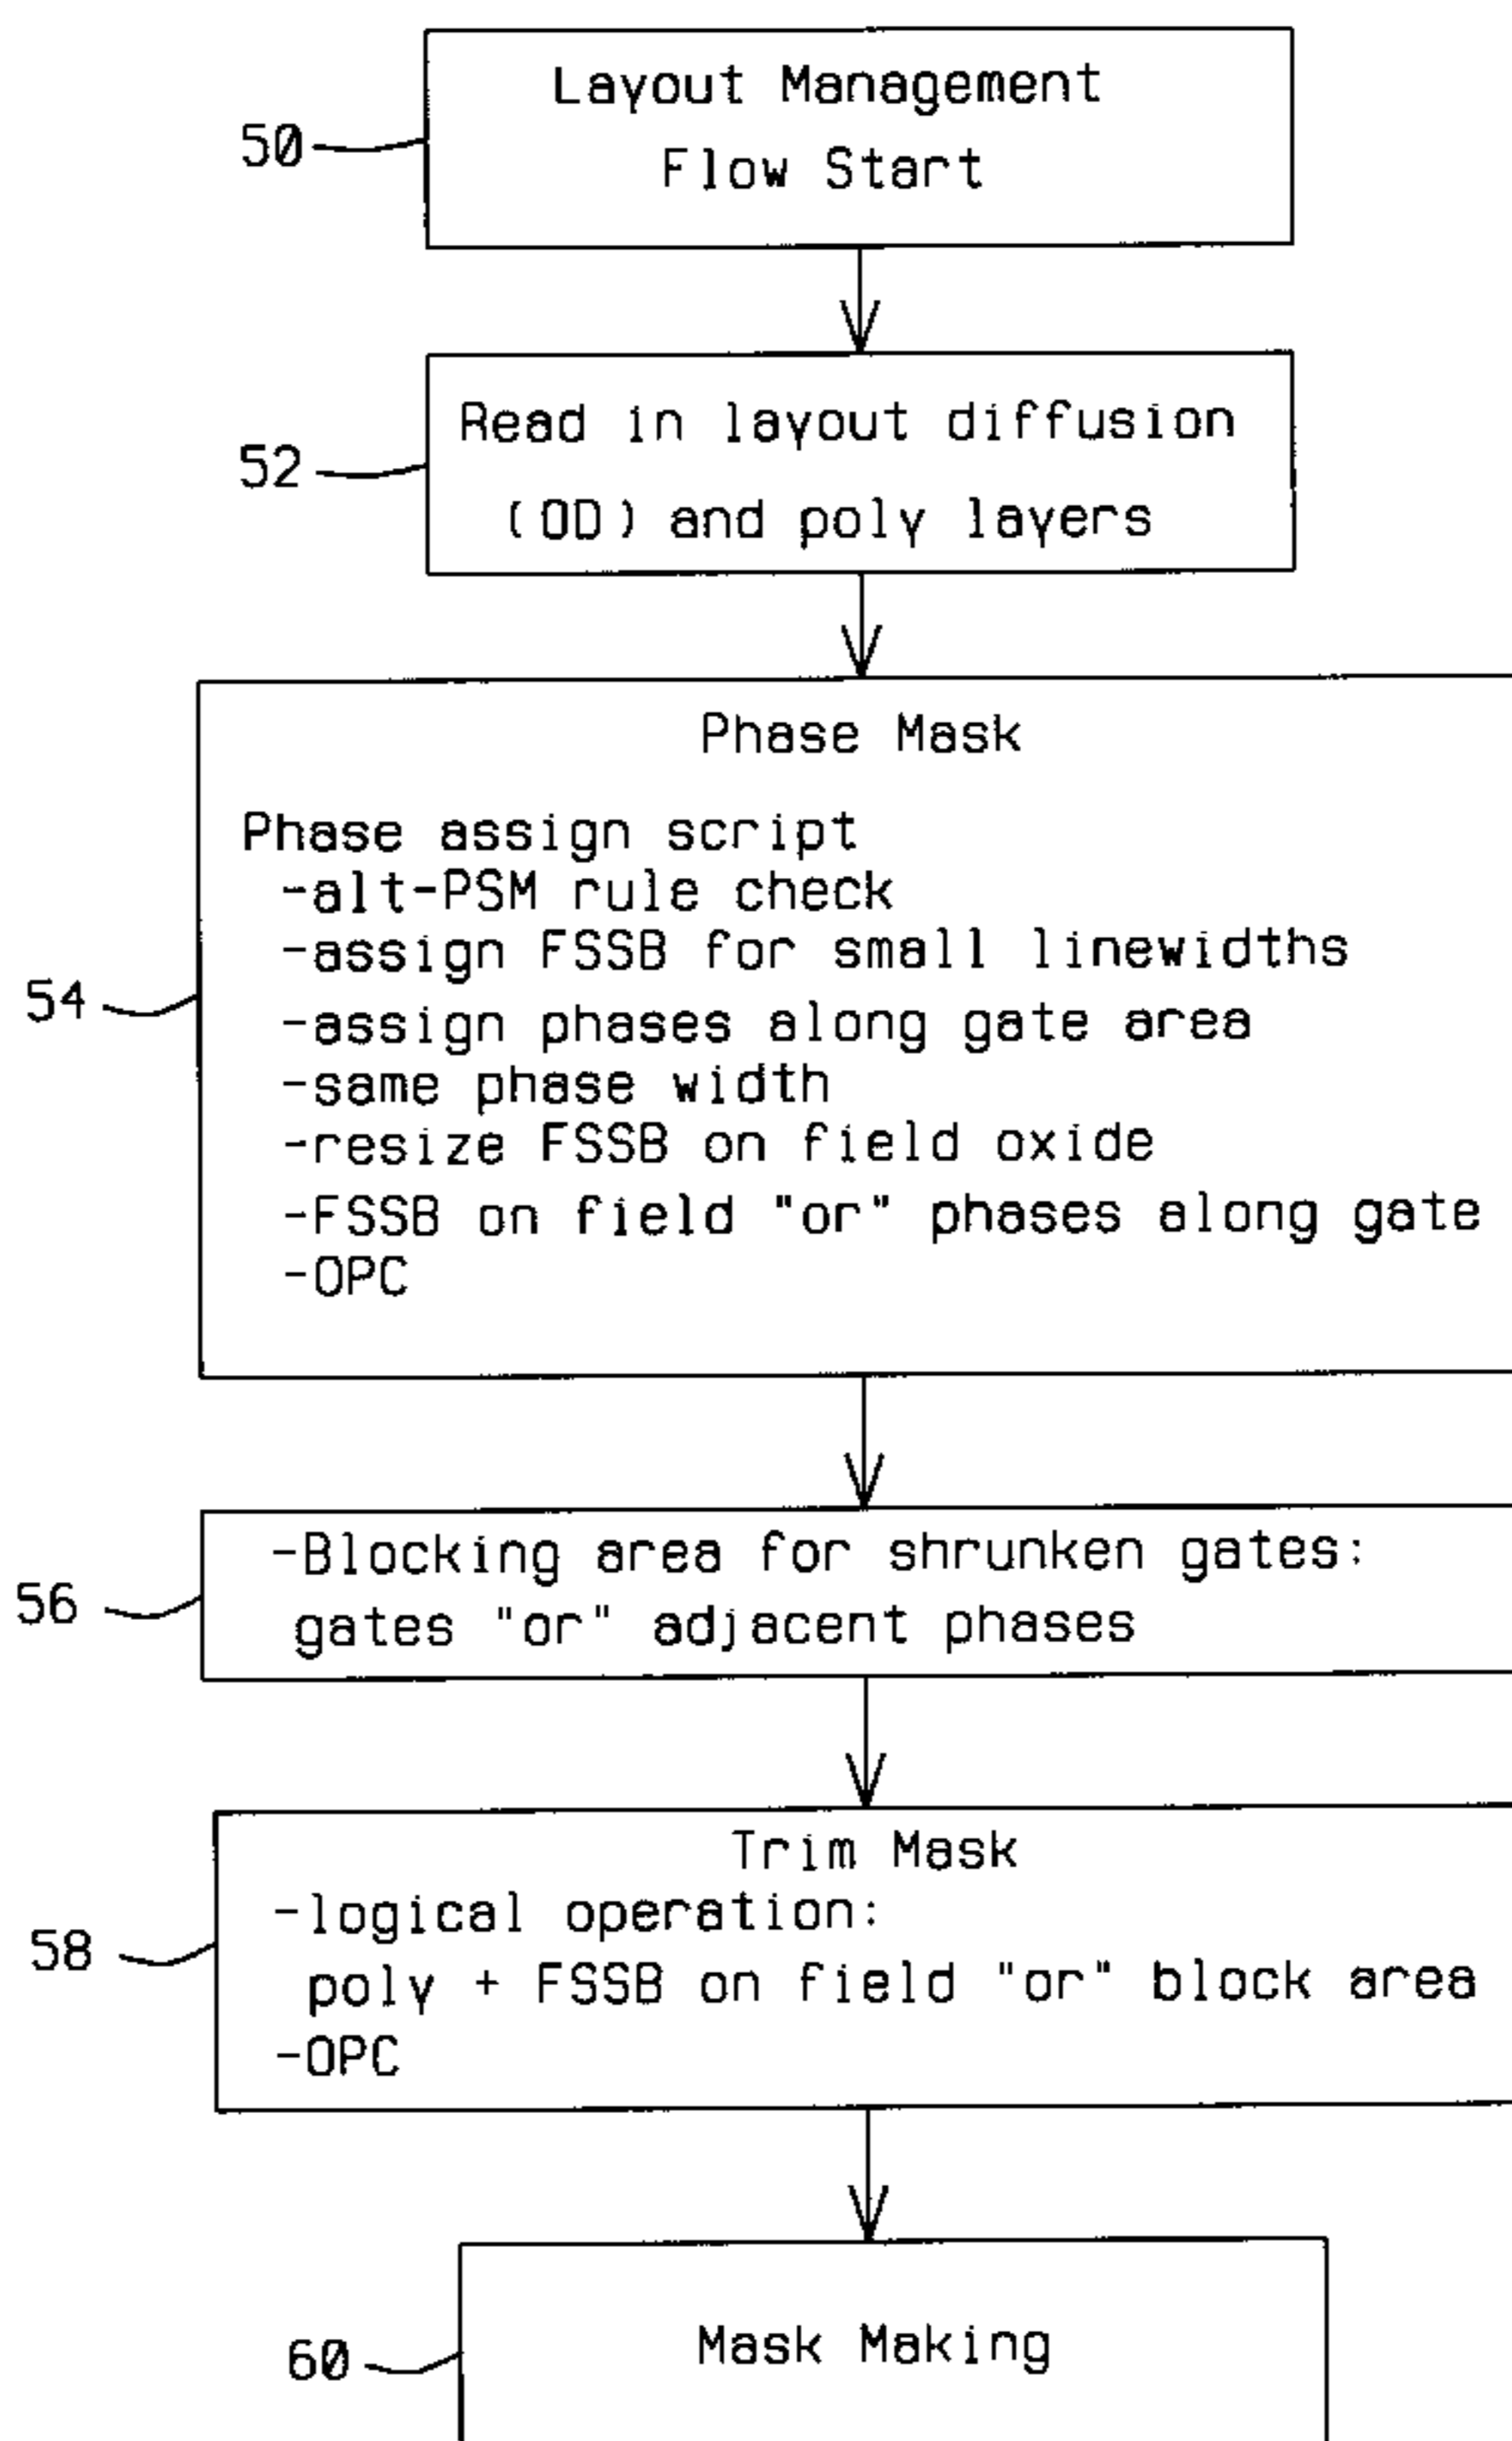 Layout Management
Flow Start
50
Read in layout diffusion
(OD) and poly layers
52
Phase Mask
Phase assign script
-alt-PSM rule check
-assign FSSB for small linewidths
-assign phases along gate area
-same phase width
-resize FSSB on field oxide
-FSSB on field "or" phases along gate
-OPC
54
-Blocking area for shrunken gates:
gates "or" adjacent phases
56
Trim Mask
-logical operation:
poly + FSSB on field "or" block area
-OPC
58
Mask Making
60